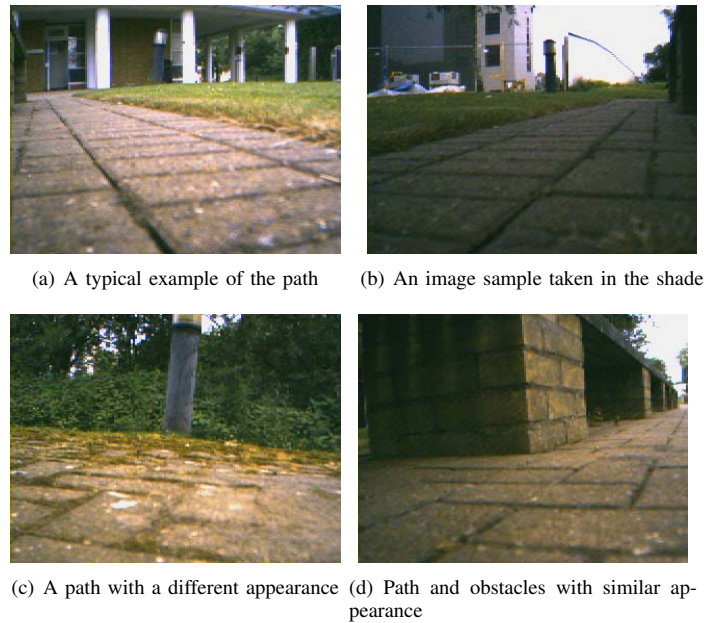 (a) A typical example of the path
(b) An image sample taken in the shade
(c) A path with a different appearance
(d) Path and obstacles with similar ap-
pearance